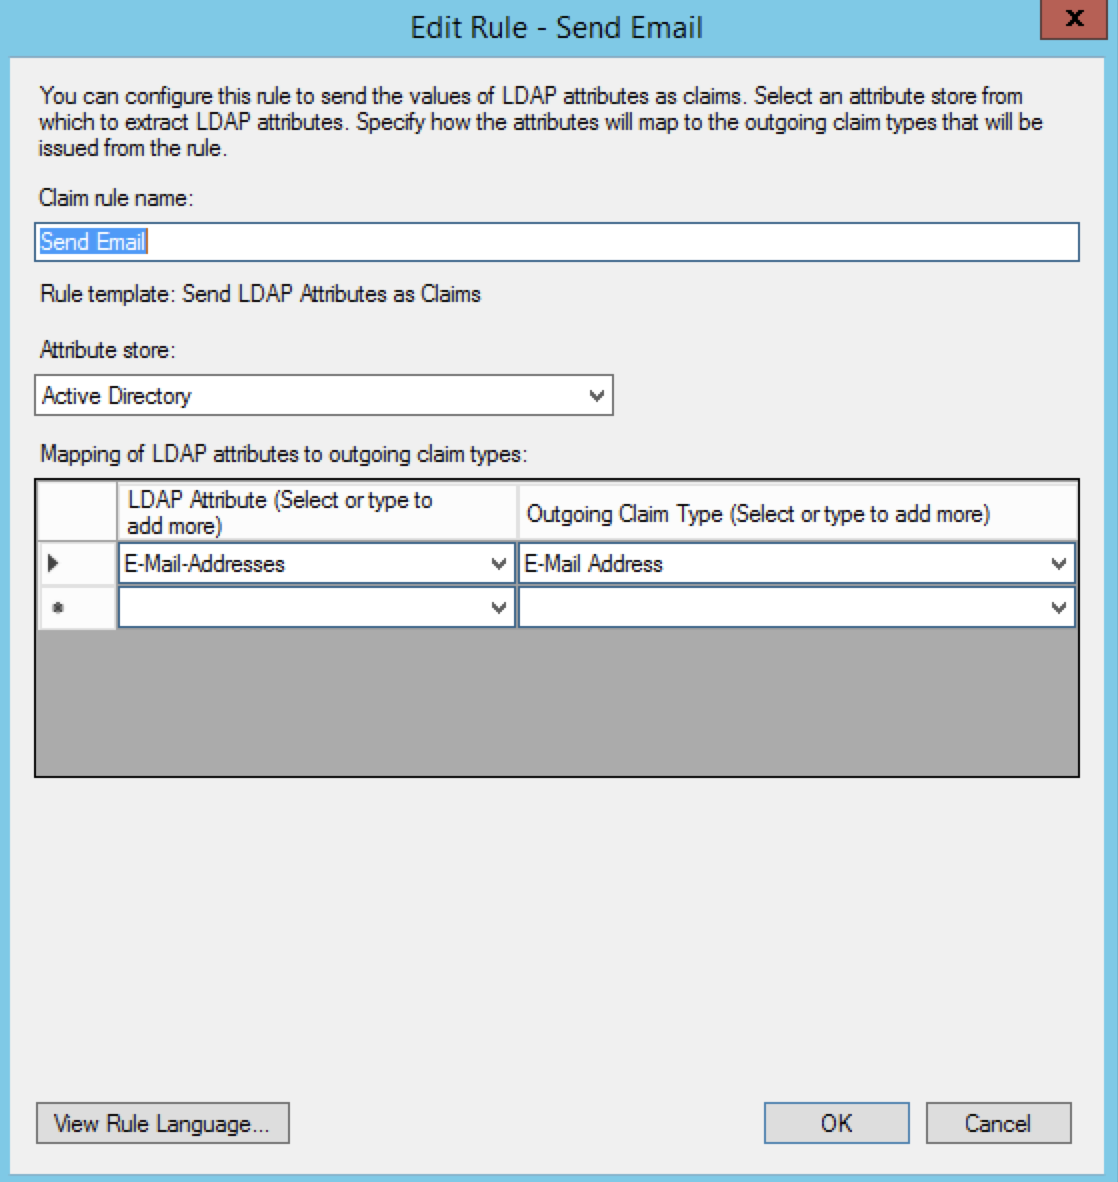 Edit Rule - Send Email
x
You can configure this rule to send the values of LDAP attributes as claims. Select an attribute store from
which to extract LDAP attributes. Specify how the attributes will map to the outgoing claim types that will be
issued from the rule.
Claim rule name:
Send Email
Rule template: Send LDAP Attributes as Claims
Attribute store:
Active Directory
Mapping of LDAP attributes to outgoing claim types:
LDAP Attribute (Select or type to
add more)
Outgoing Claim Type (Select or type to add more)
E-Mail-Addresses
E-Mail Address
View Rule Language...
OK
Cancel